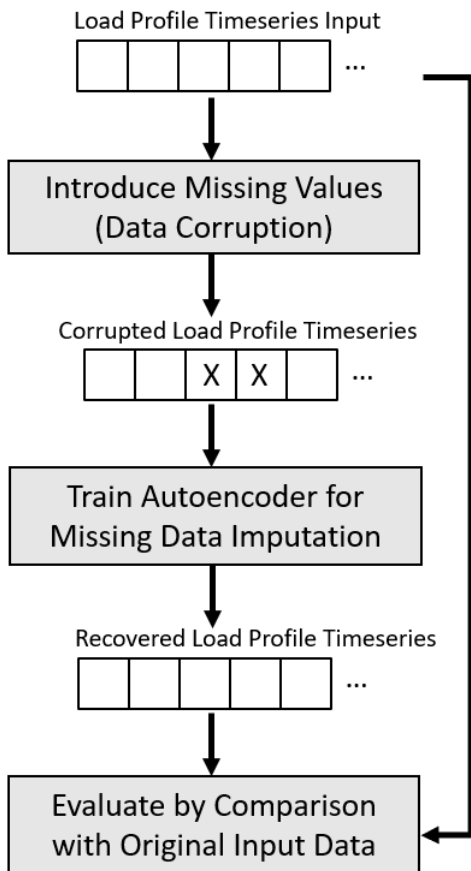 Load Profile Timeseries Input
...
Introduce Missing Values
(Data Corruption)
Corrupted Load Profile Timeseries
X X ...
Train Autoencoder for
Missing Data Imputation
Recovered Load Profile Timeseries
...
Evaluate by Comparison
with Original Input Data